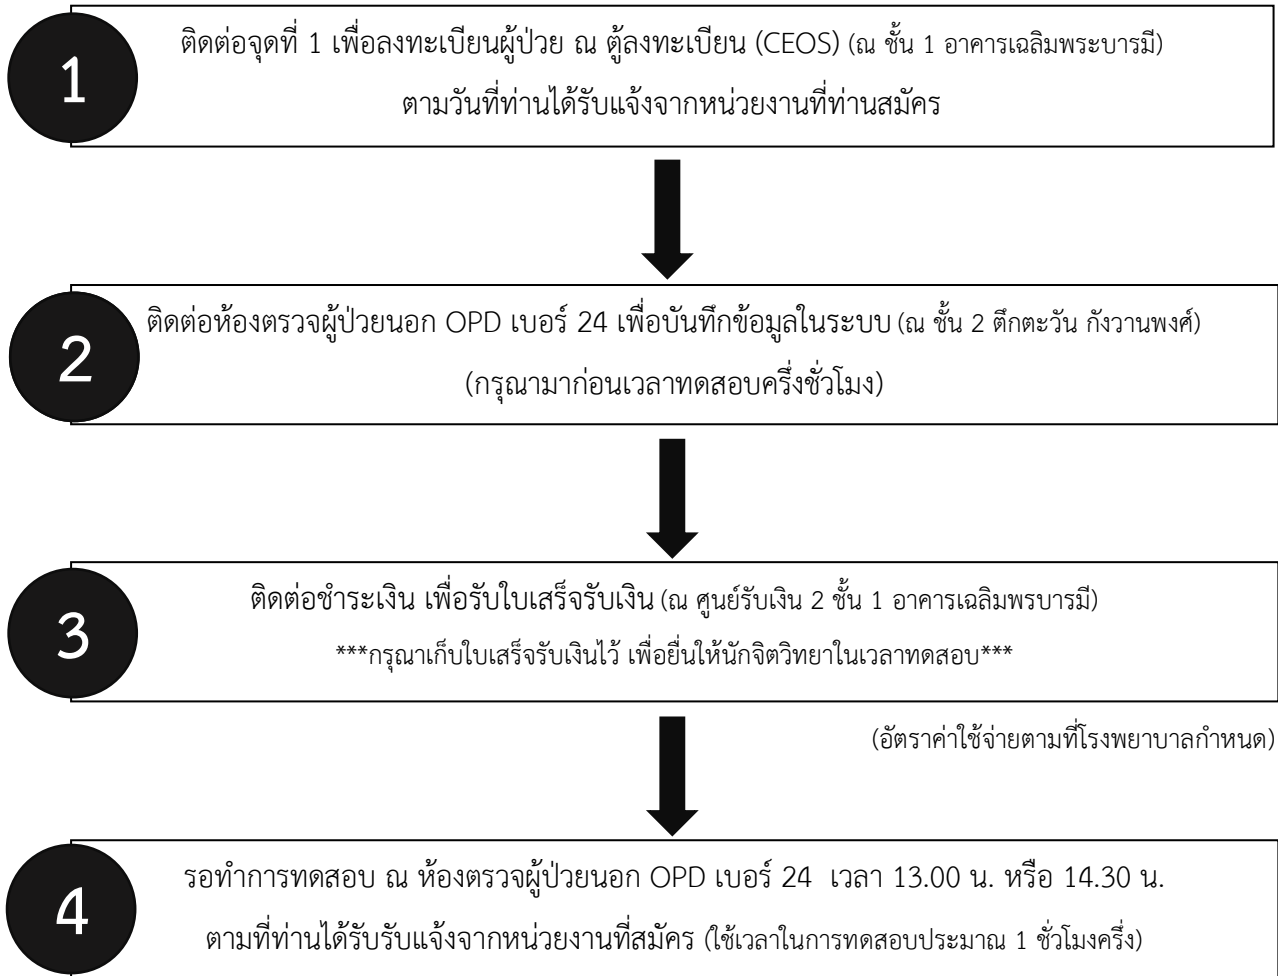 1
ติดต่อจุดที่ 1 เพื่อลงทะเบียนผู้ป่วย ณ ตู้ลงทะเบียน (CEOS) (ณ ชั้น 1 อาคารเฉลิมพระบารมี)
ตามวันที่ท่านได้รับแจ้งจากหน่วยงานที่ท่านสมัคร
2
ติดต่อห้องตรวจผู้ป่วยนอก OPD เบอร์ 24 เพื่อบันทึกข้อมูลในระบบ (ณ ชั้น 2 ตึกตะวัน กังวานพงศ์)
(กรุณามาก่อนเวลาทดสอบครึ่งชั่วโมง)
3
ติดต่อชำระเงิน เพื่อรับใบเสร็จรับเงิน (ณ ศูนย์รับเงิน 2 ชั้น 1 อาคารเฉลิมพรบารมี)
***กรุณาเก็บใบเสร็จรับเงินไว้ เพื่อยื่นให้นักจิตวิทยาในเวลาทดสอบ***
(อัตราค่าใช้จ่ายตามที่โรงพยาบาลกำหนด)
4
รอทำการทดสอบ ณ ห้องตรวจผู้ป่วยนอก OPD เบอร์ 24 เวลา 13.00 น. หรือ 14.30 น.
ตามที่ท่านได้รับรับแจ้งจากหน่วยงานที่สมัคร (ใช้เวลาในการทดสอบประมาณ 1 ชั่วโมงครึ่ง)